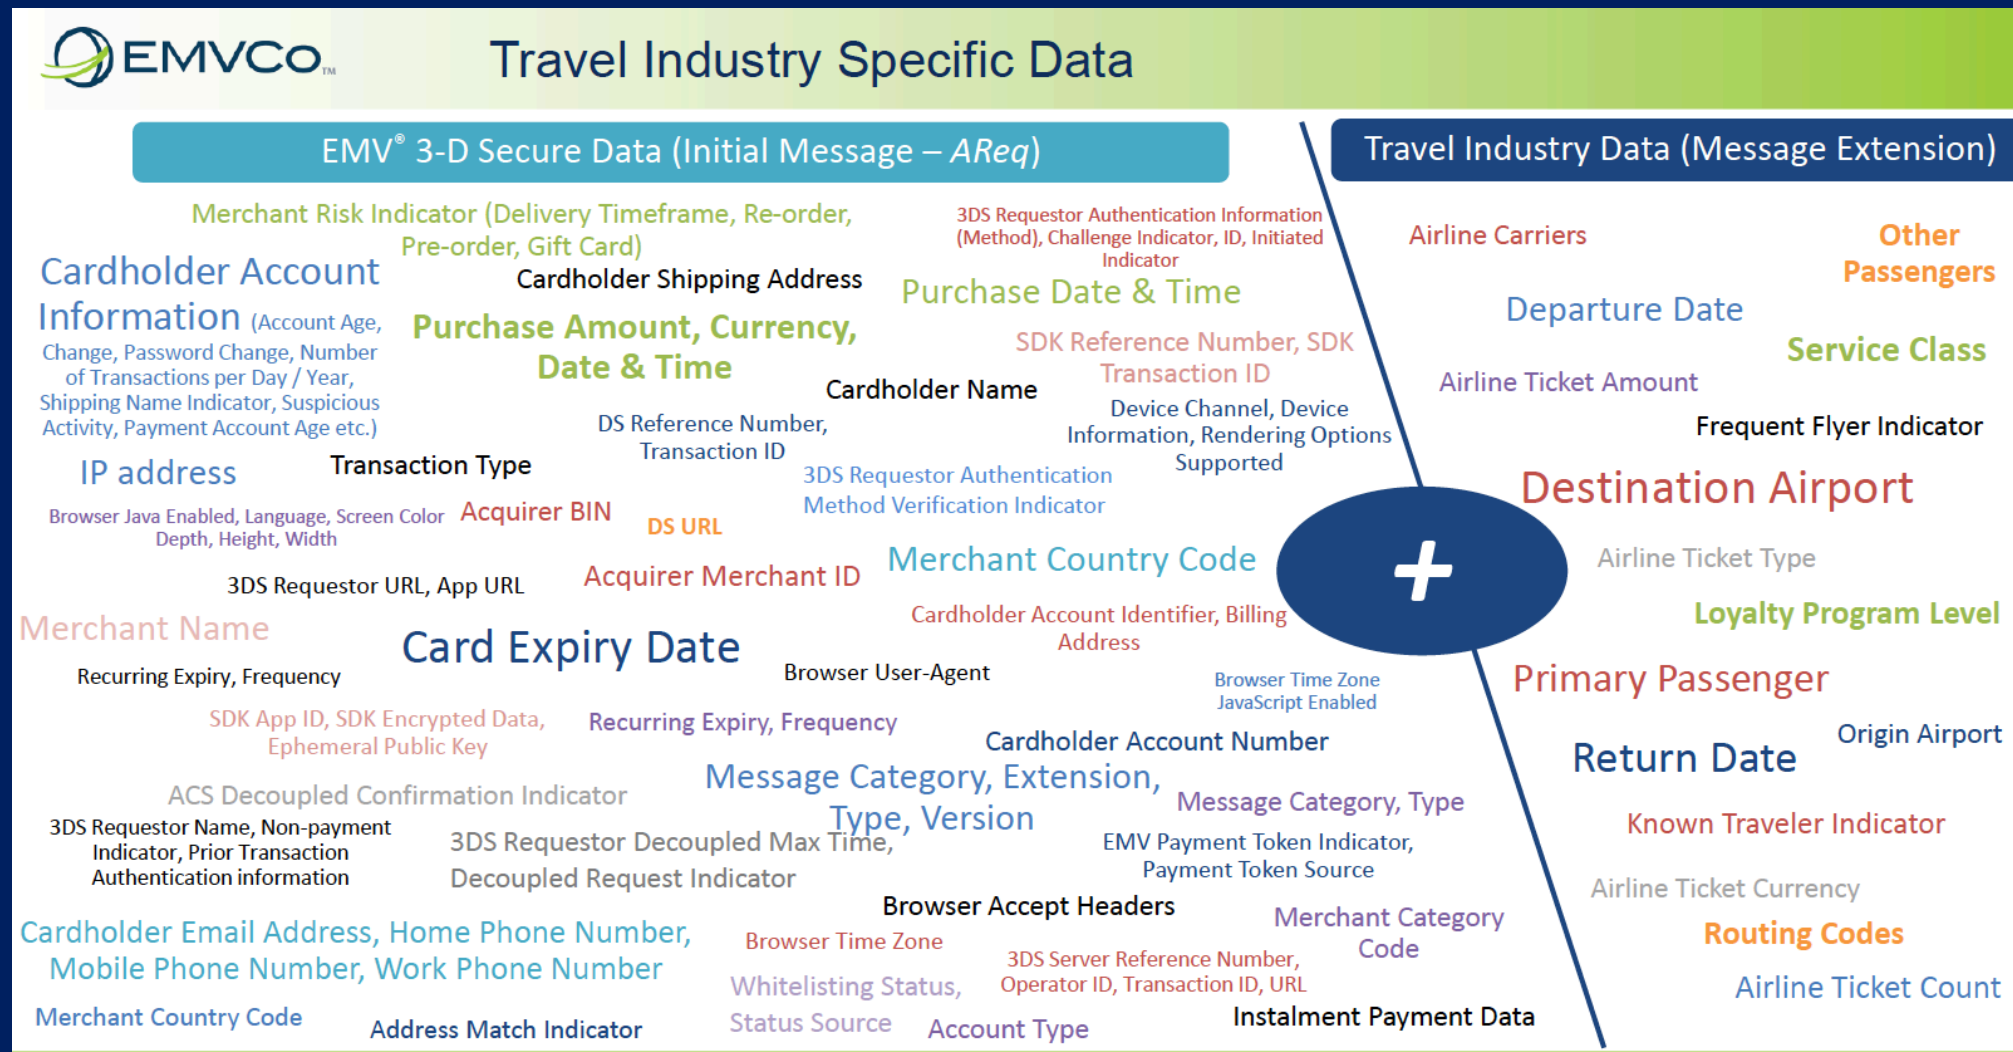 EMVCo™
Travel Industry Specific Data
EMV® 3-D Secure Data (Initial Message – AReq)
Merchant Risk Indicator (Delivery Timeframe, Re-order,
Pre-order, Gift Card)
3DS Requestor Authentication Information
(Method), Challenge Indicator, ID, Initiated
Indicator
Cardholder Account
Information (Account Age,
Change, Password Change, Number
of Transactions per Day / Year,
Shipping Name Indicator, Suspicious
Activity, Payment Account Age etc.)
Cardholder Shipping Address
Purchase Date & Time
Purchase Amount, Currency,
Date & Time
SDK Reference Number, SDK
Transaction ID
Cardholder Name
Device Channel, Device
Information, Rendering Options
Supported
DS Reference Number,
Transaction ID
IP address
Transaction Type
3DS Requestor Authentication
Method Verification Indicator
Browser Java Enabled, Language, Screen Color
Depth, Height, Width
Acquirer BIN
DS URL
Merchant Country Code
3DS Requestor URL, App URL
Acquirer Merchant ID
Cardholder Account Identifier, Billing
Address
Merchant Name
Card Expiry Date
Recurring Expiry, Frequency
Browser User-Agent
Browser Time Zone
JavaScript Enabled
SDK App ID, SDK Encrypted Data,
Ephemeral Public Key
Recurring Expiry, Frequency
Cardholder Account Number
Message Category, Extension,
Type, Version
ACS Decoupled Confirmation Indicator
Message Category, Type
3DS Requestor Name, Non-payment
Indicator, Prior Transaction
Authentication information
3DS Requestor Decoupled Max Time,
Decoupled Request Indicator
EMV Payment Token Indicator,
Payment Token Source
Browser Accept Headers
Merchant Category
Code
Cardholder Email Address, Home Phone Number,
Mobile Phone Number, Work Phone Number
Browser Time Zone
3DS Server Reference Number,
Operator ID, Transaction ID, URL
Whitelisting Status,
Status Source
Merchant Country Code
Address Match Indicator
Account Type
Instalment Payment Data
+
Travel Industry Data (Message Extension)
Airline Carriers
Other
Passengers
Departure Date
Service Class
Airline Ticket Amount
Frequent Flyer Indicator
Destination Airport
Airline Ticket Type
Loyalty Program Level
Primary Passenger
Origin Airport
Return Date
Known Traveler Indicator
Airline Ticket Currency
Routing Codes
Airline Ticket Count